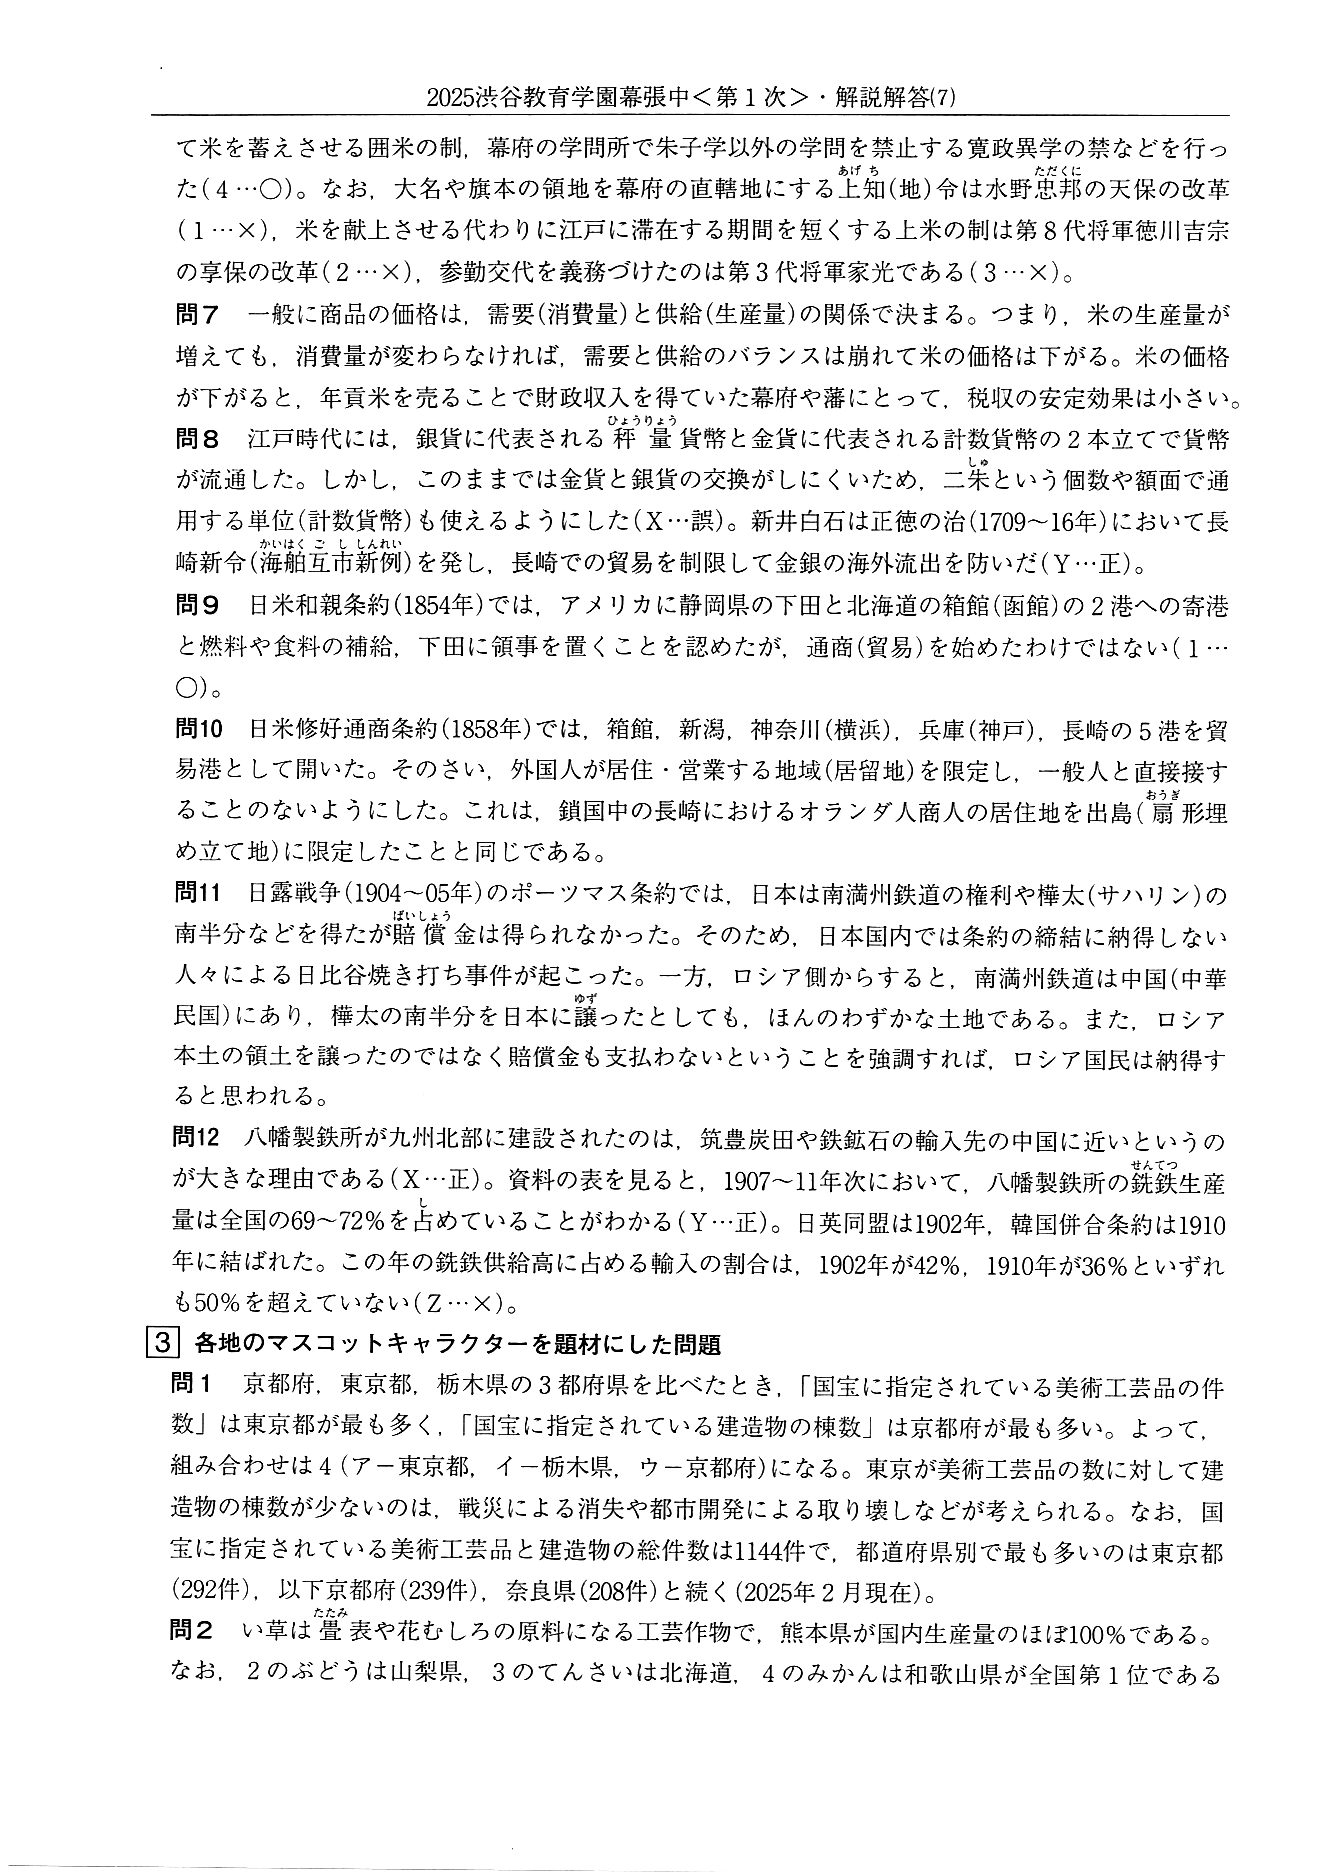 2025渋谷教育学園幕張中＜第１次＞・解説解答(7)
て米を蓄えさせる囲米の制，幕府の学問所で朱子学以外の学問を禁止する寛政異学の禁などを行っ
た(４…○)。なお，大名や旗本の領地を幕府の直轄地にする上知(地)令は水野忠邦の天保の改革
(１…×)，米を献上させる代わりに江戸に滞在する期間を短くする上米の制は第８代将軍徳川吉宗
の享保の改革(２…×)，参勤交代を義務づけたのは第３代将軍家光である(３…×)。
問７　一般に商品の価格は，需要(消費量)と供給(生産量)の関係で決まる。つまり，米の生産量が
増えても，消費量が変わらなければ，需要と供給のバランスは崩れて米の価格は下がる。米の価格
が下がると，年貢米を売ることで財政収入を得ていた幕府や藩にとって，税収の安定効果は小さい。
問８　江戸時代には，銀貨に代表される秤量貨幣と金貨に代表される計数貨幣の２本立てで貨幣
が流通した。しかし，このままでは金貨と銀貨の交換がしにくいため，二朱という個数や額面で通
用する単位(計数貨幣)も使えるようにした(Ｘ…誤)。新井白石は正徳の治(1709～16年)において長
崎新令(海舶互市新例)を発し，長崎での貿易を制限して金銀の海外流出を防いだ(Ｙ…正)。
問９　日米和親条約(1854年)では，アメリカに静岡県の下田と北海道の箱館(函館)の２港への寄港
と燃料や食料の補給，下田に領事を置くことを認めたが，通商(貿易)を始めたわけではない(１…
○)。
問10　日米修好通商条約(1858年)では，箱館，新潟，神奈川(横浜)，兵庫(神戸)，長崎の５港を貿
易港として開いた。そのさい，外国人が居住・営業する地域(居留地)を限定し，一般人と直接接す
ることのないようにした。これは，鎖国中の長崎におけるオランダ人商人の居住地を出島(扇形埋
め立て地)に限定したことと同じである。
問11　日露戦争(1904～05年)のポーツマス条約では，日本は南満州鉄道の権利や樺太(サハリン)の
南半分などを得たが賠償金は得られなかった。そのため，日本国内では条約の締結に納得しない
人々による日比谷焼き打ち事件が起こった。一方，ロシア側からすると，南満州鉄道は中国(中華
民国)にあり，樺太の南半分を日本に譲ったとしても，ほんのわずかな土地である。また，ロシア
本土の領土を譲ったのではなく賠償金も支払わないということを強調すれば，ロシア国民は納得す
ると思われる。
問12　八幡製鉄所が九州北部に建設されたのは，筑豊炭田や鉄鉱石の輸入先の中国に近いというの
が大きな理由である(Ｘ…正)。資料の表を見ると，1907～11年次において，八幡製鉄所の銑鉄生産
量は全国の69～72％を占めていることがわかる(Ｙ…正)。日英同盟は1902年，韓国併合条約は1910
年に結ばれた。この年の銑鉄供給高に占める輸入の割合は，1902年が42％，1910年が36％といずれ
も50％を超えていない(Ｚ…×)。
３　各地のマスコットキャラクターを題材にした問題
問１　京都府，東京都，栃木県の３都府県を比べたとき，「国宝に指定されている美術工芸品の件
数」は東京都が最も多く，「国宝に指定されている建造物の棟数」は京都府が最も多い。よって，
組み合わせは４(ア－東京都，イ－栃木県，ウ－京都府)になる。東京が美術工芸品の数に対して建
造物の棟数が少ないのは，戦災による消失や都市開発による取り壊しなどが考えられる。なお，国
宝に指定されている美術工芸品と建造物の総件数は1144件で，都道府県別で最も多いのは東京都
(292件)，以下京都府(239件)，奈良県(208件)と続く(2025年２月現在)。
問２　い草は畳表や花むしろの原料になる工芸作物で，熊本県が国内生産量のほぼ100％である。
なお，２のぶどうは山梨県，３のてんさいは北海道，４のみかんは和歌山県が全国第１位である